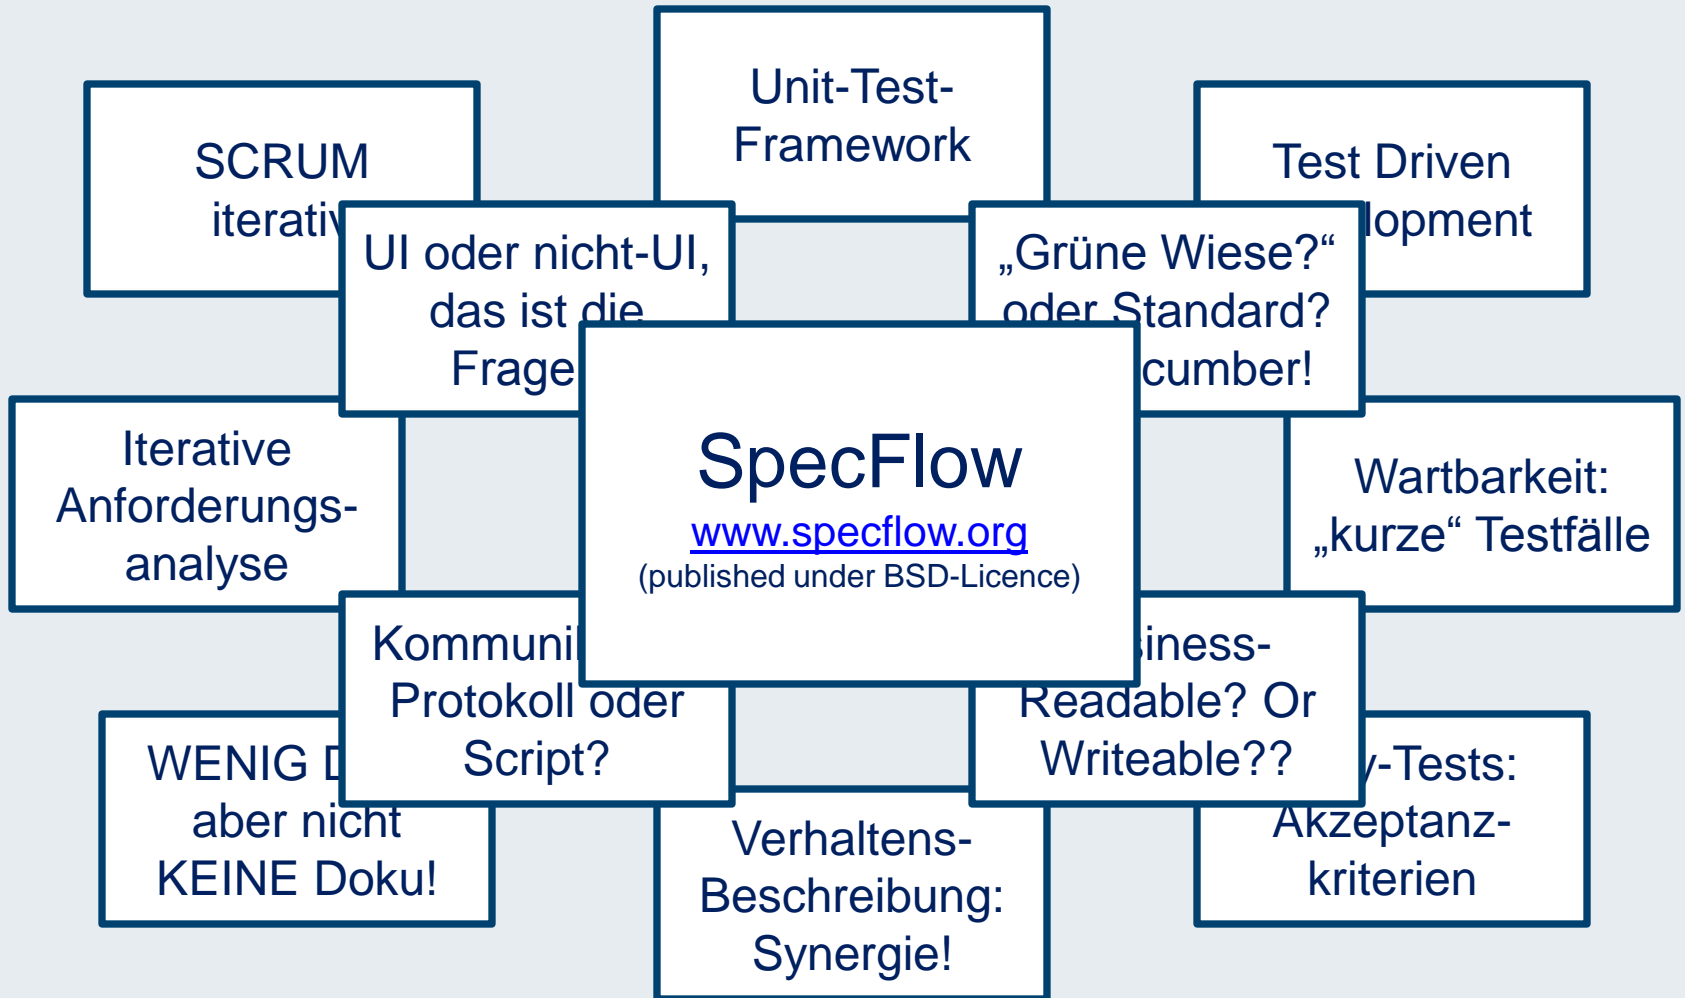 Unit-Test-
Framework
SCRUM
iterativ
Test Driven
lopment
UI oder nicht-UI,
das ist die
Frage
„Grüne Wiese?“
oder Standard?
cumber!
Iterative
Anforderungs-
analyse
SpecFlow
www.specflow.org
(published under BSD-Licence)
Wartbarkeit:
„kurze“ Testfälle
Protokoll oder
Script?
iness-
Readable? Or
Writeable??
WENIG
aber nicht
KEINE Doku!
Verhaltens-
Beschreibung:
Synergie!
y-Tests:
Akzeptanz-
kriterien